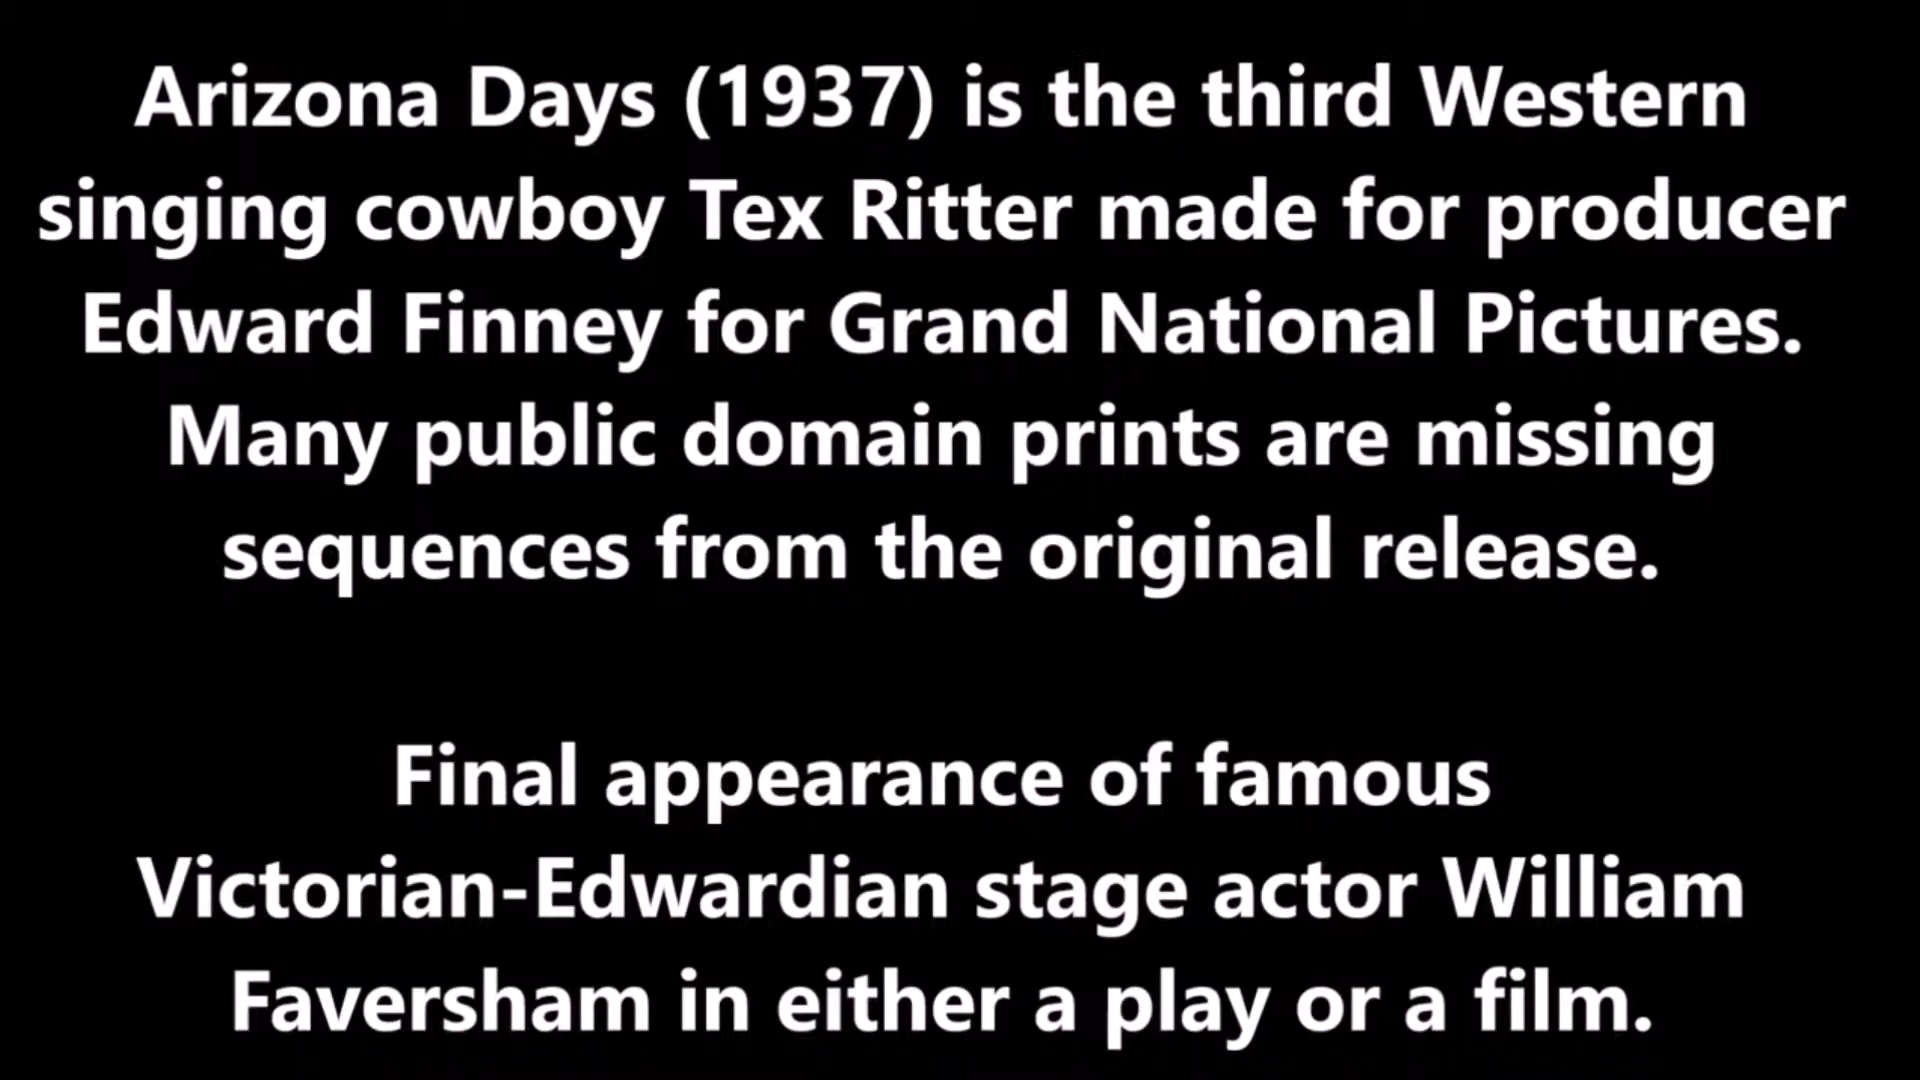 Arizona Days (1937) is the third Western
singing cowboy Tex Ritter made for producer
Edward Finney for Grand National Pictures.
Many public domain prints are missing
sequences from the original release.
Final appearance of famous
Victorian-Edwardian stage actor William
Faversham in either a play or a film.